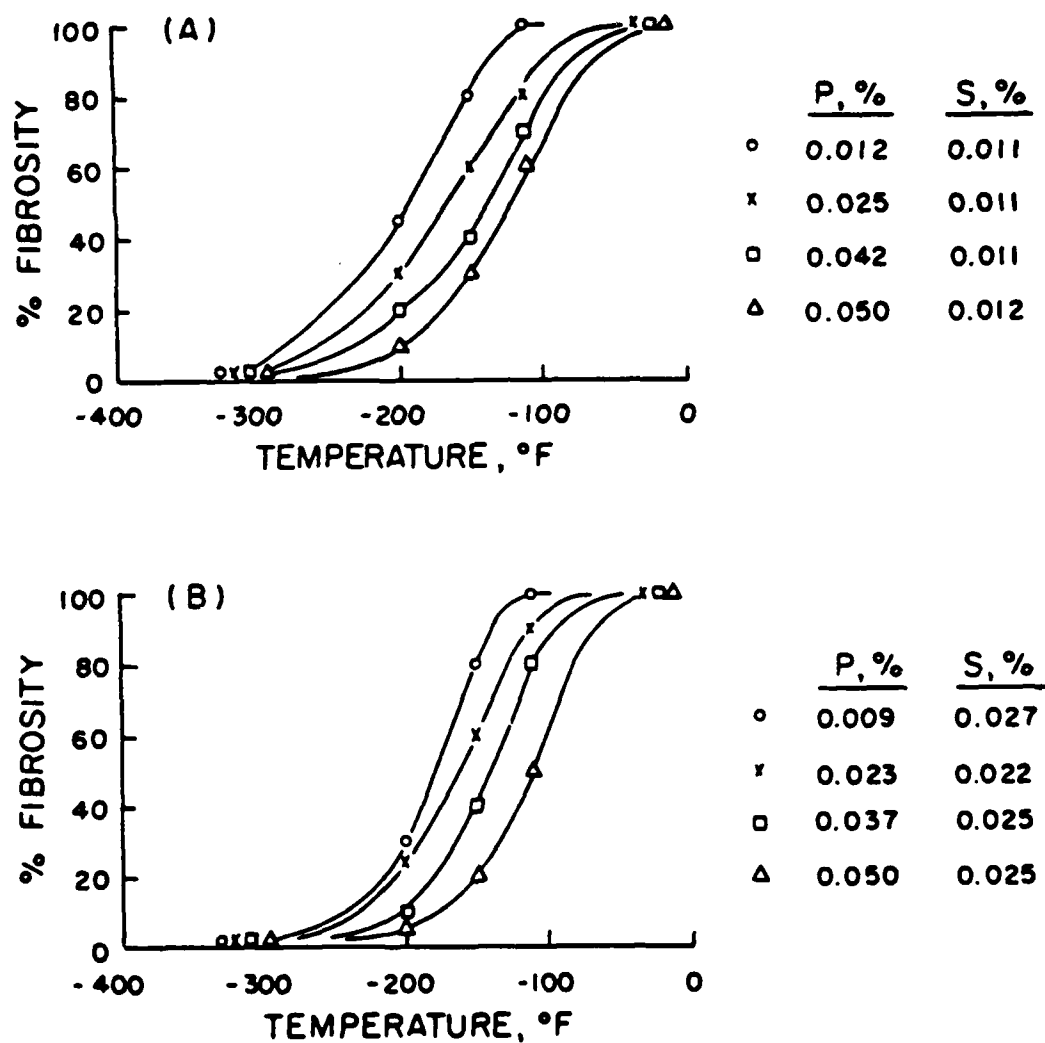 (A)
% FIBROSITY
100
80
60
40
20
0
-400 -300 -200 -100 0
TEMPERATURE, °F
P, % S, %
0.012 0.011
0.025 0.011
0.042 0.011
0.050 0.012
(B)
% FIBROSITY
100
80
60
40
20
0
-400 -300 -200 -100 0
TEMPERATURE, °F
P, % S, %
0.009 0.027
0.023 0.022
0.037 0.025
0.050 0.025